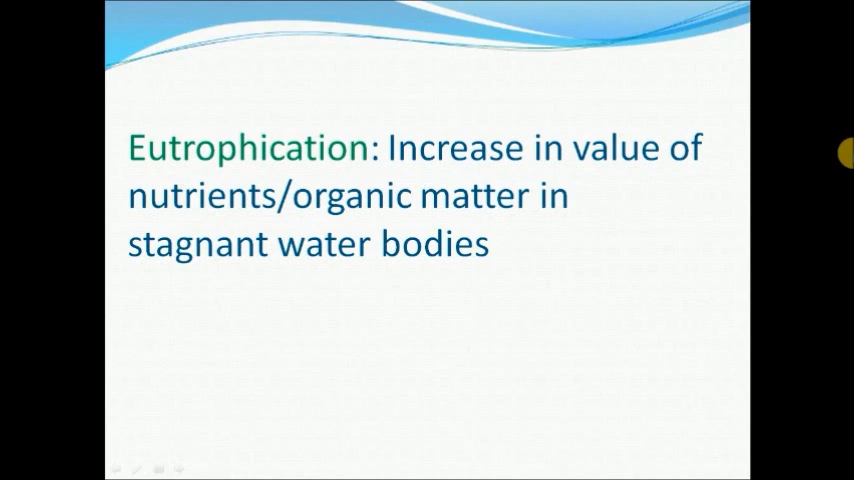 Eutrophication: Increase in value of
nutrients/organic matter in
stagnant water bodies